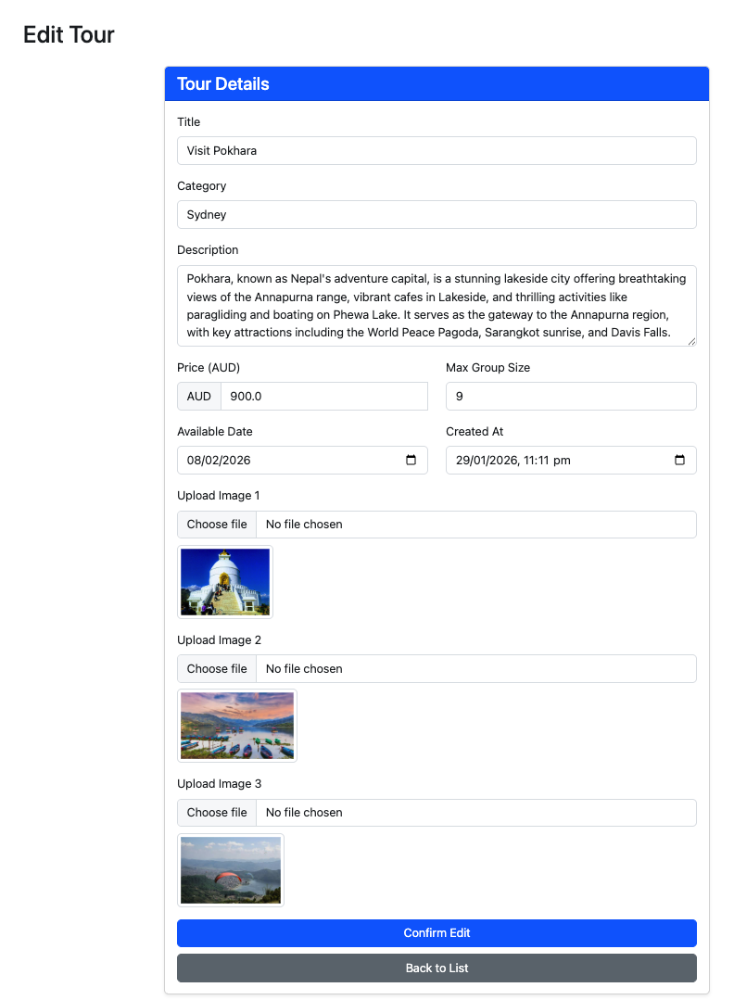 Edit Tour
Tour Details
Title
Visit Pokhara
Category
Sydney
Description
Pokhara, known as Nepal's adventure capital, is a stunning lakeside city offering breathtaking
views of the Annapurna range, vibrant cafes in Lakeside, and thrilling activities like
paragliding and boating on Phewa Lake. It serves as the gateway to the Annapurna region,
with key attractions including the World Peace Pagoda, Sarangkot sunrise, and Davis Falls.
Price (AUD)
AUD 900.0
Max Group Size
9
Available Date
08/02/2026
Created At
29/01/2026, 11:11 pm
Upload Image 1
Choose file No file chosen
Upload Image 2
Choose file No file chosen
Upload Image 3
Choose file No file chosen
Confirm Edit
Back to List